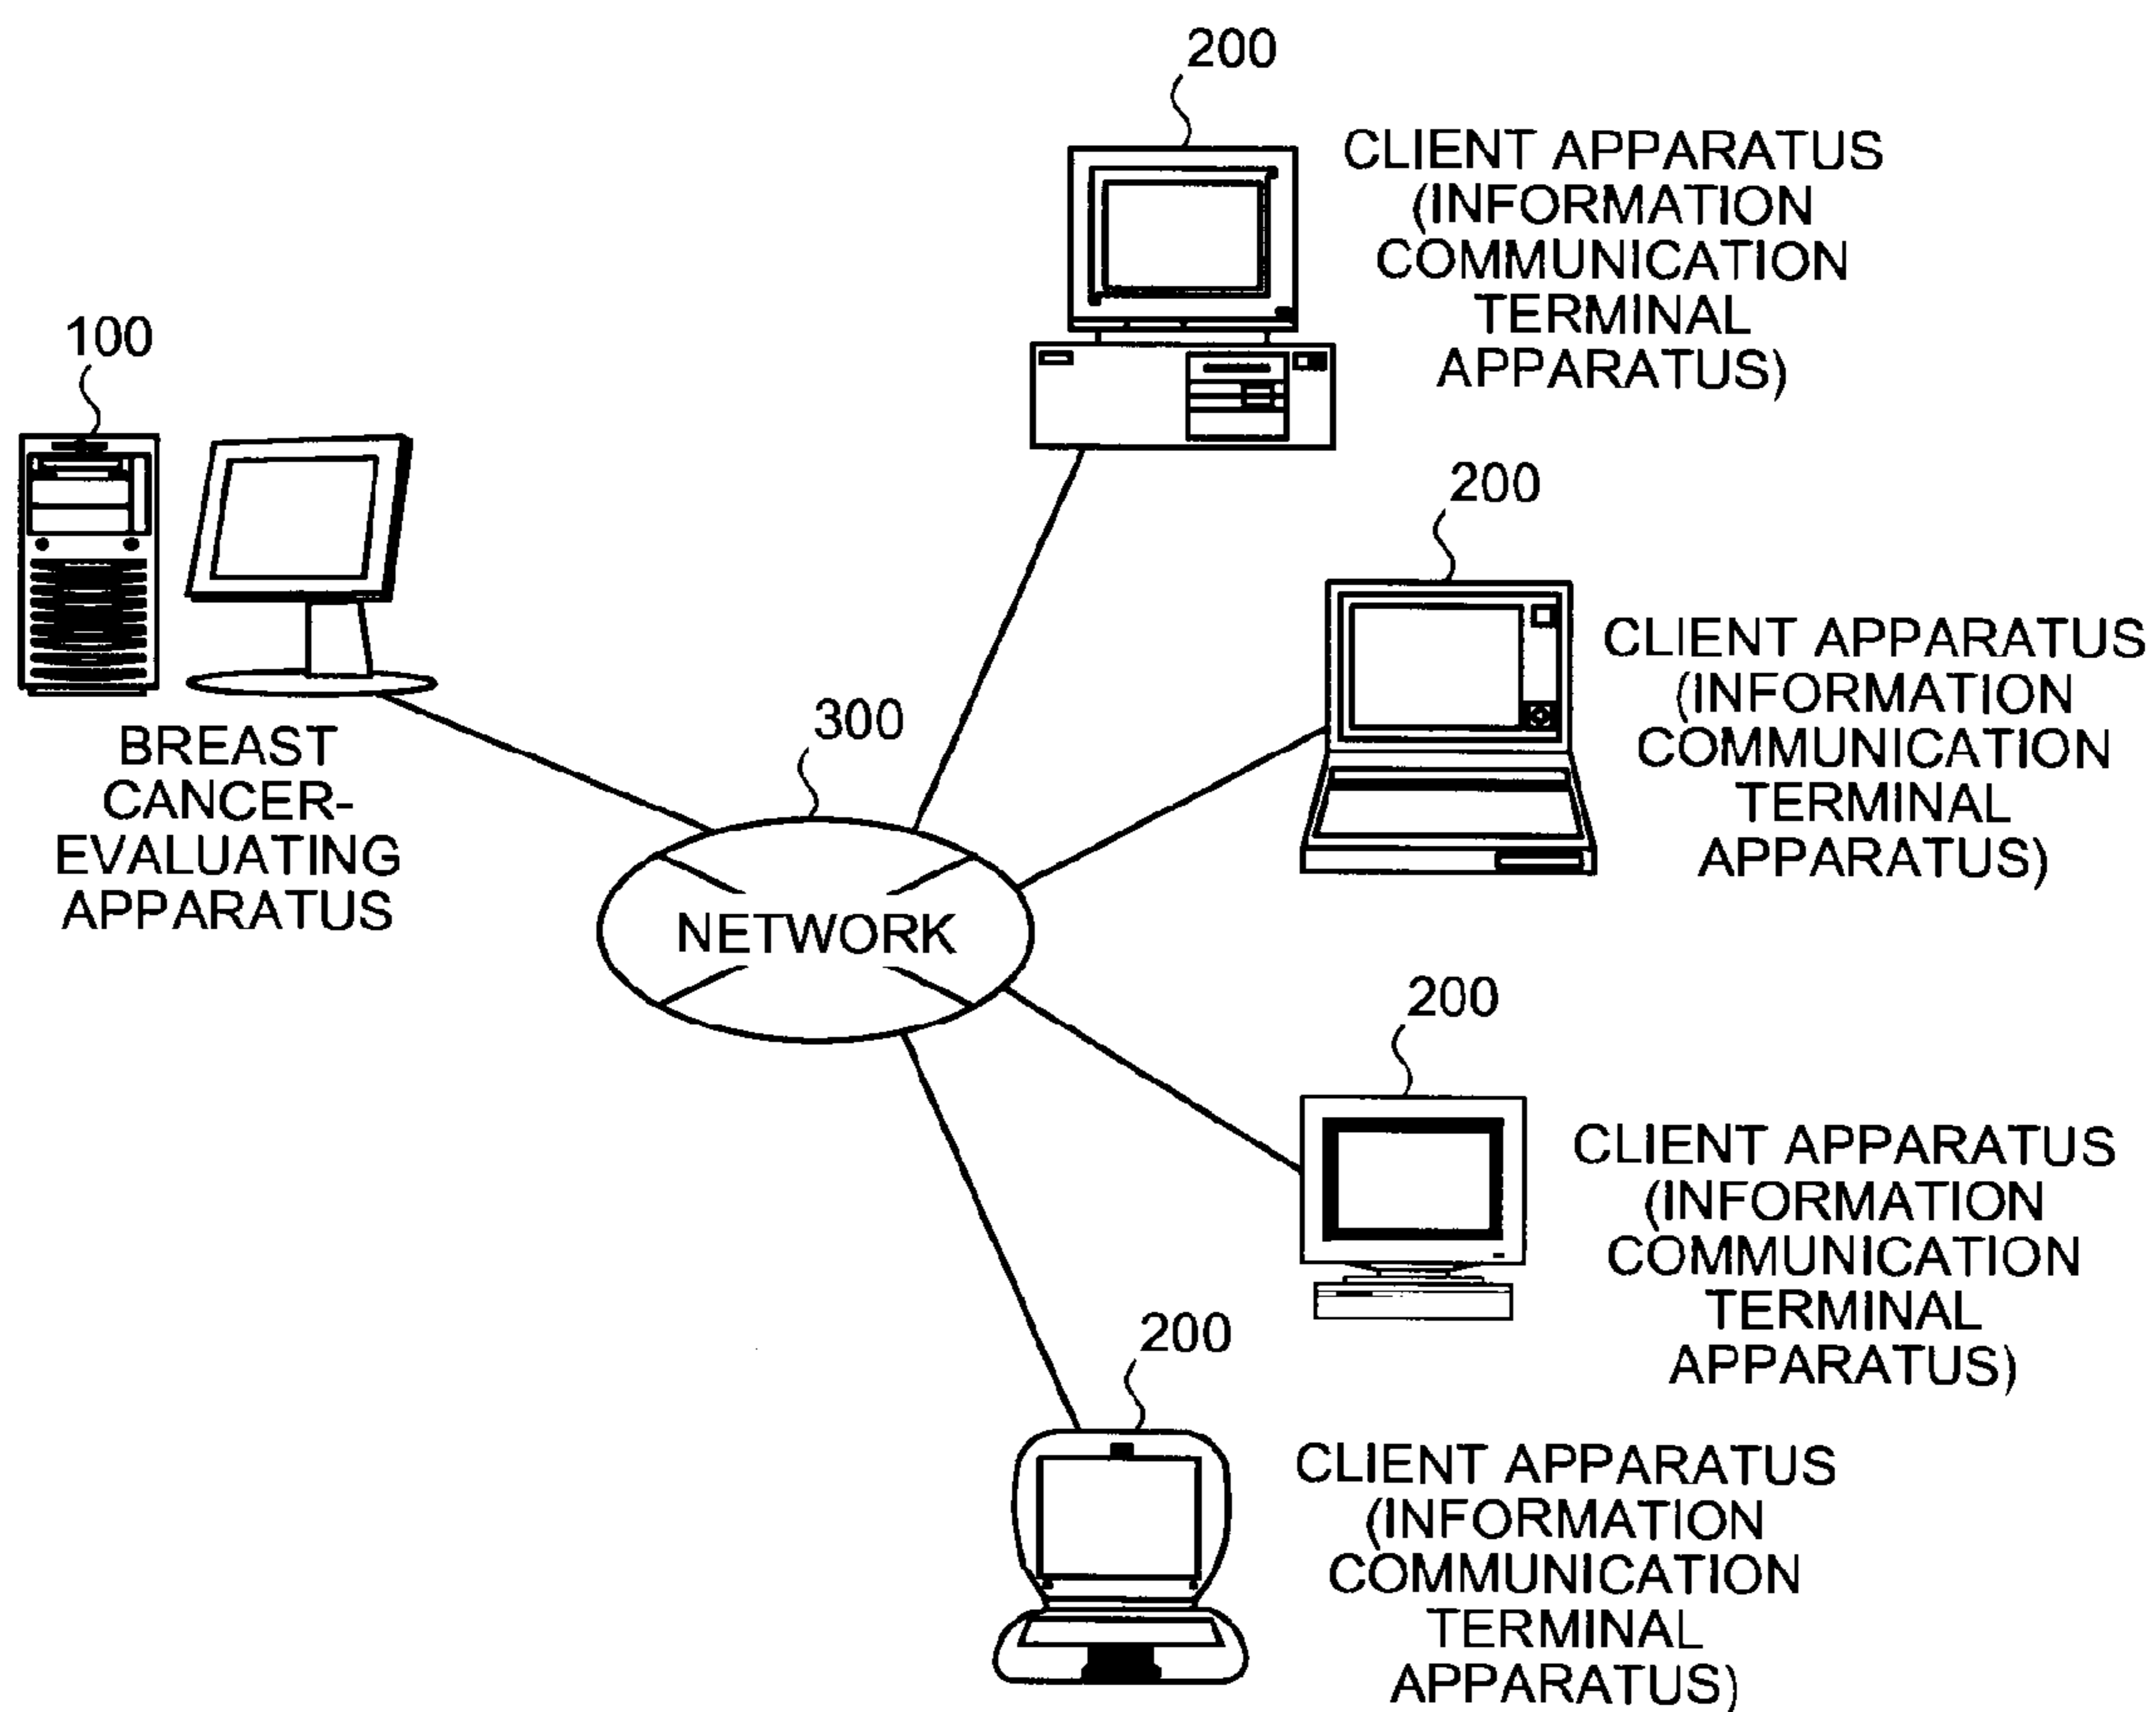 200
CLIENT APPARATUS
(INFORMATION
COMMUNICATION
TERMINAL
APPARATUS)
100
BREAST
CANCER-
EVALUATING
APPARATUS
200
CLIENT APPARATUS
(INFORMATION
COMMUNICATION
TERMINAL
APPARATUS)
300
NETWORK
200
CLIENT APPARATUS
(INFORMATION
COMMUNICATION
TERMINAL
APPARATUS)
200
CLIENT APPARATUS
(INFORMATION
COMMUNICATION
TERMINAL
APPARATUS)